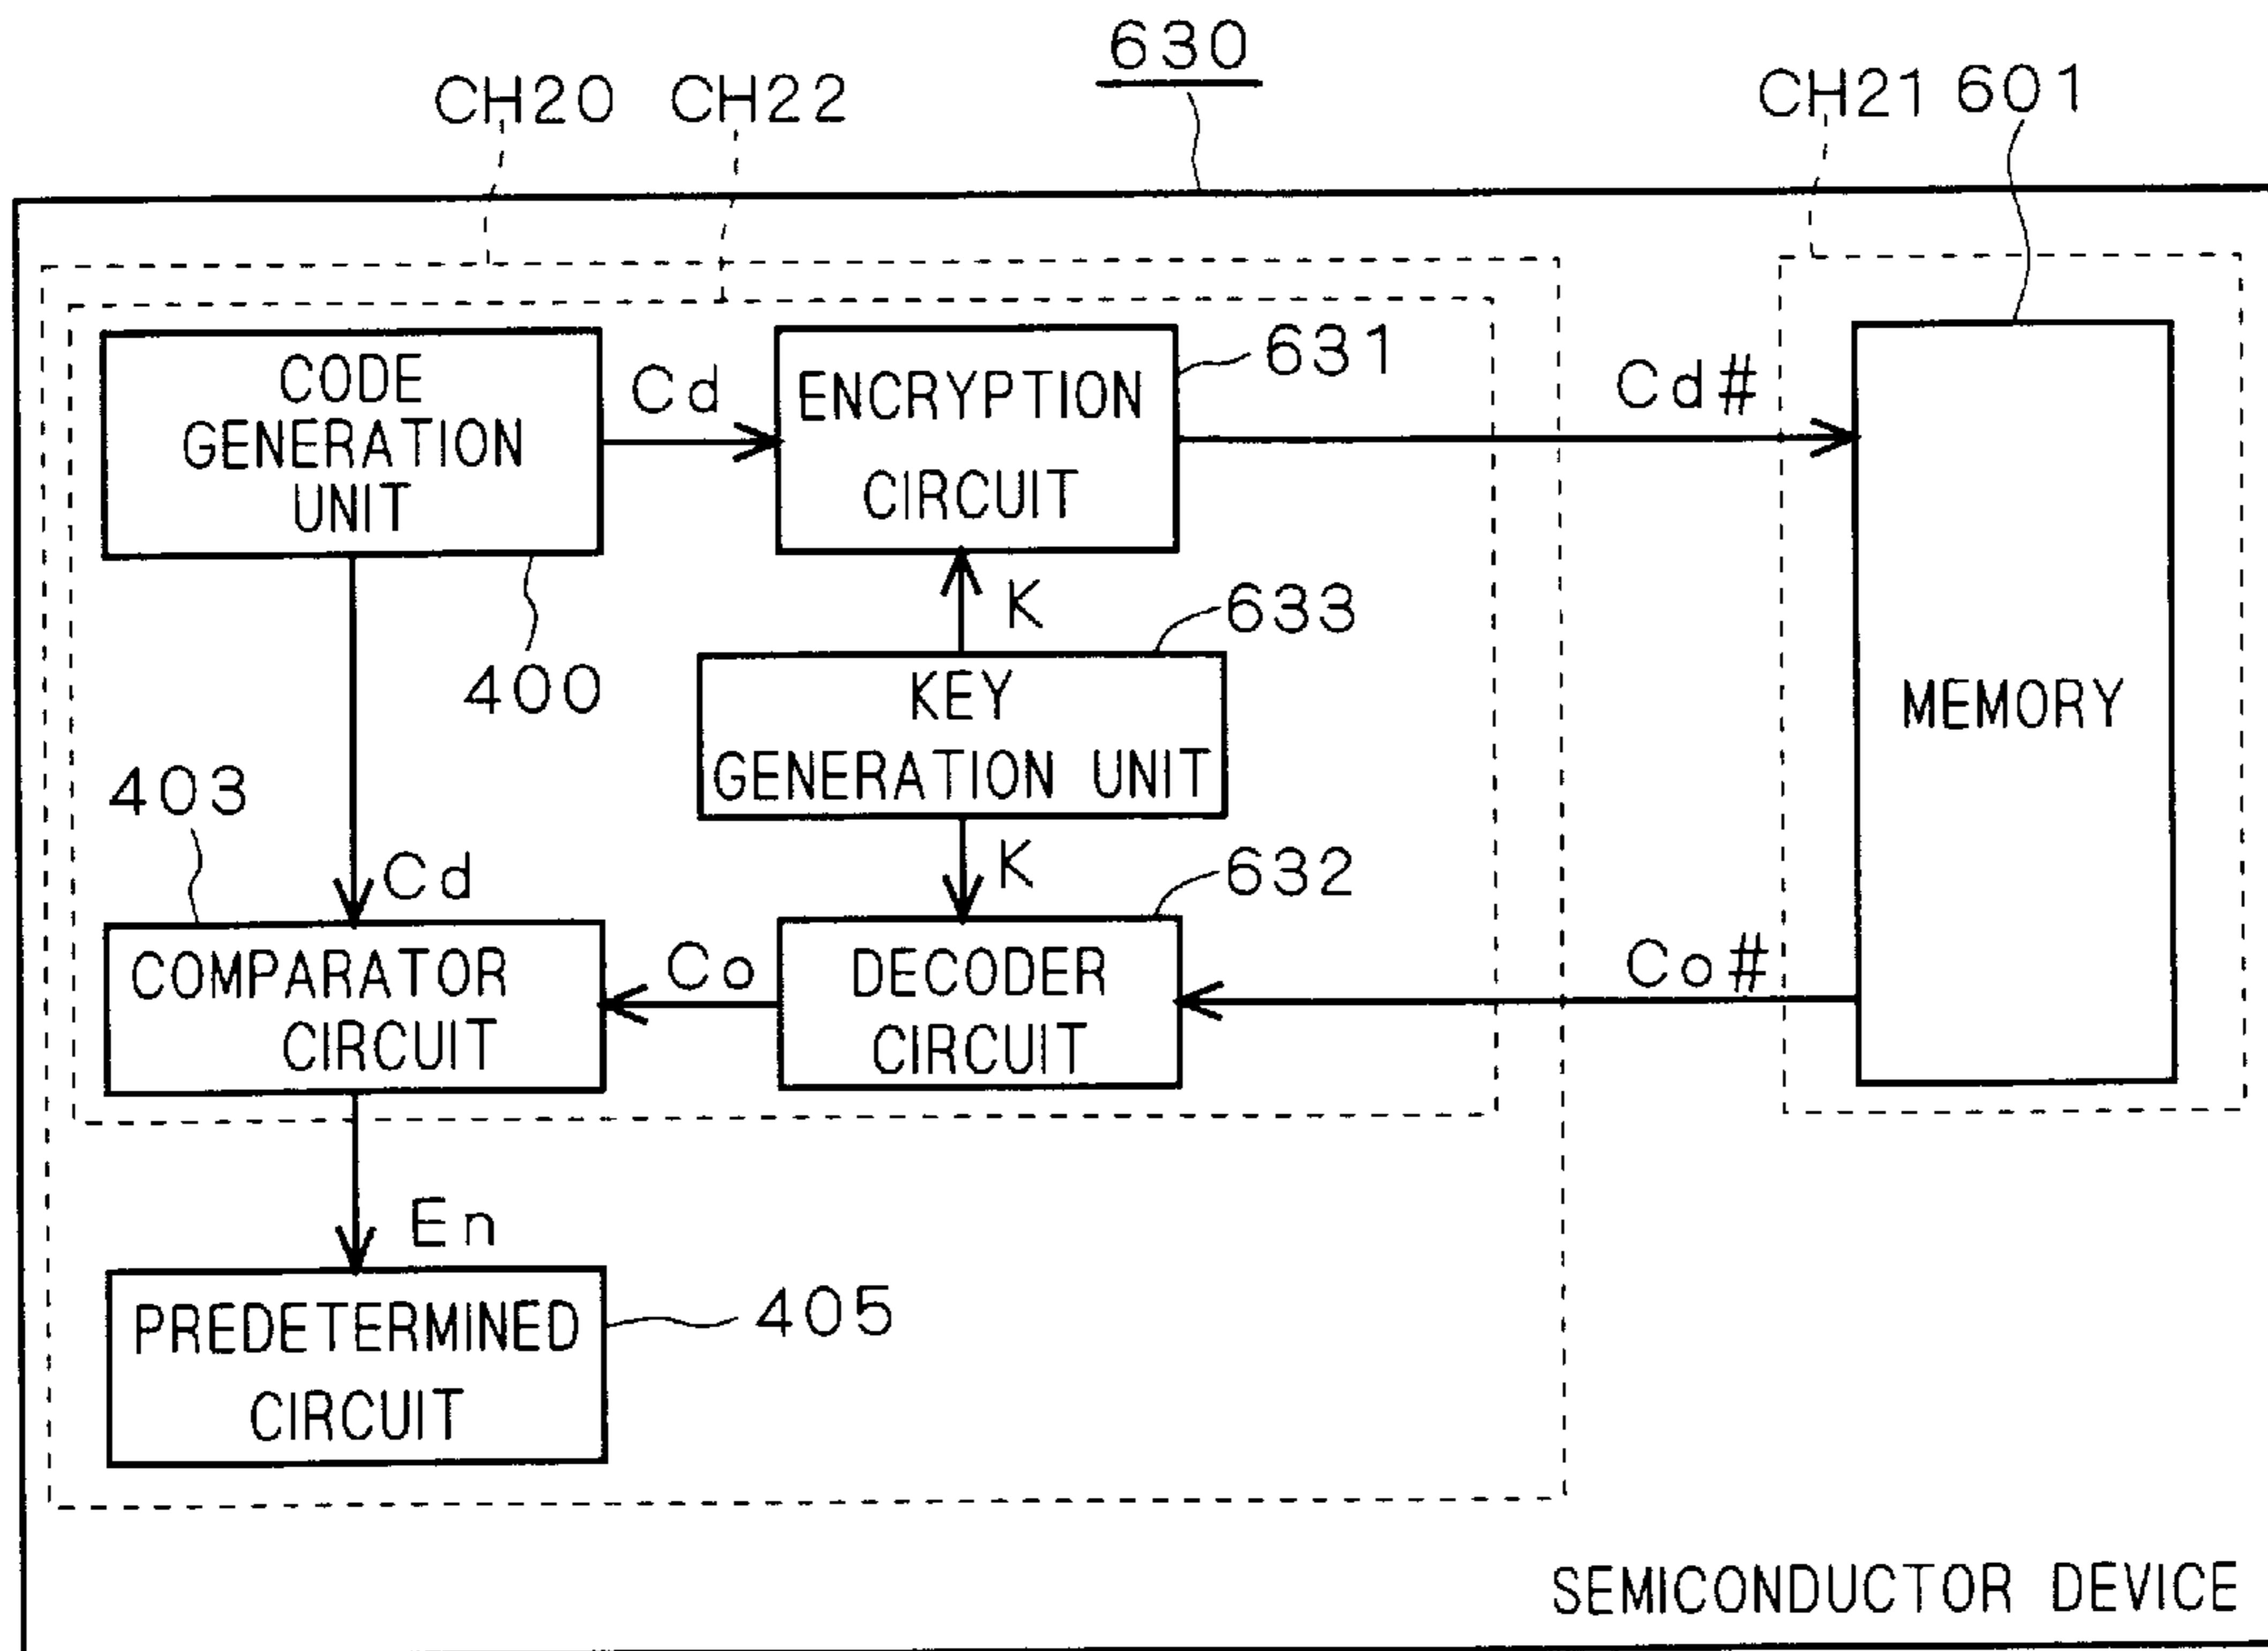 630
CH20 CH22 CH21 601
CODE
GENERATION
UNIT
Cd
ENCRYPTION
CIRCUIT
631
Cd#
400
K
633
KEY
GENERATION UNIT
MEMORY
403
Cd
K
632
COMPARATOR
CIRCUIT
Co
DECODER
CIRCUIT
Co#
En
PREDETERMINED
CIRCUIT
405
SEMICONDUCTOR DEVICE